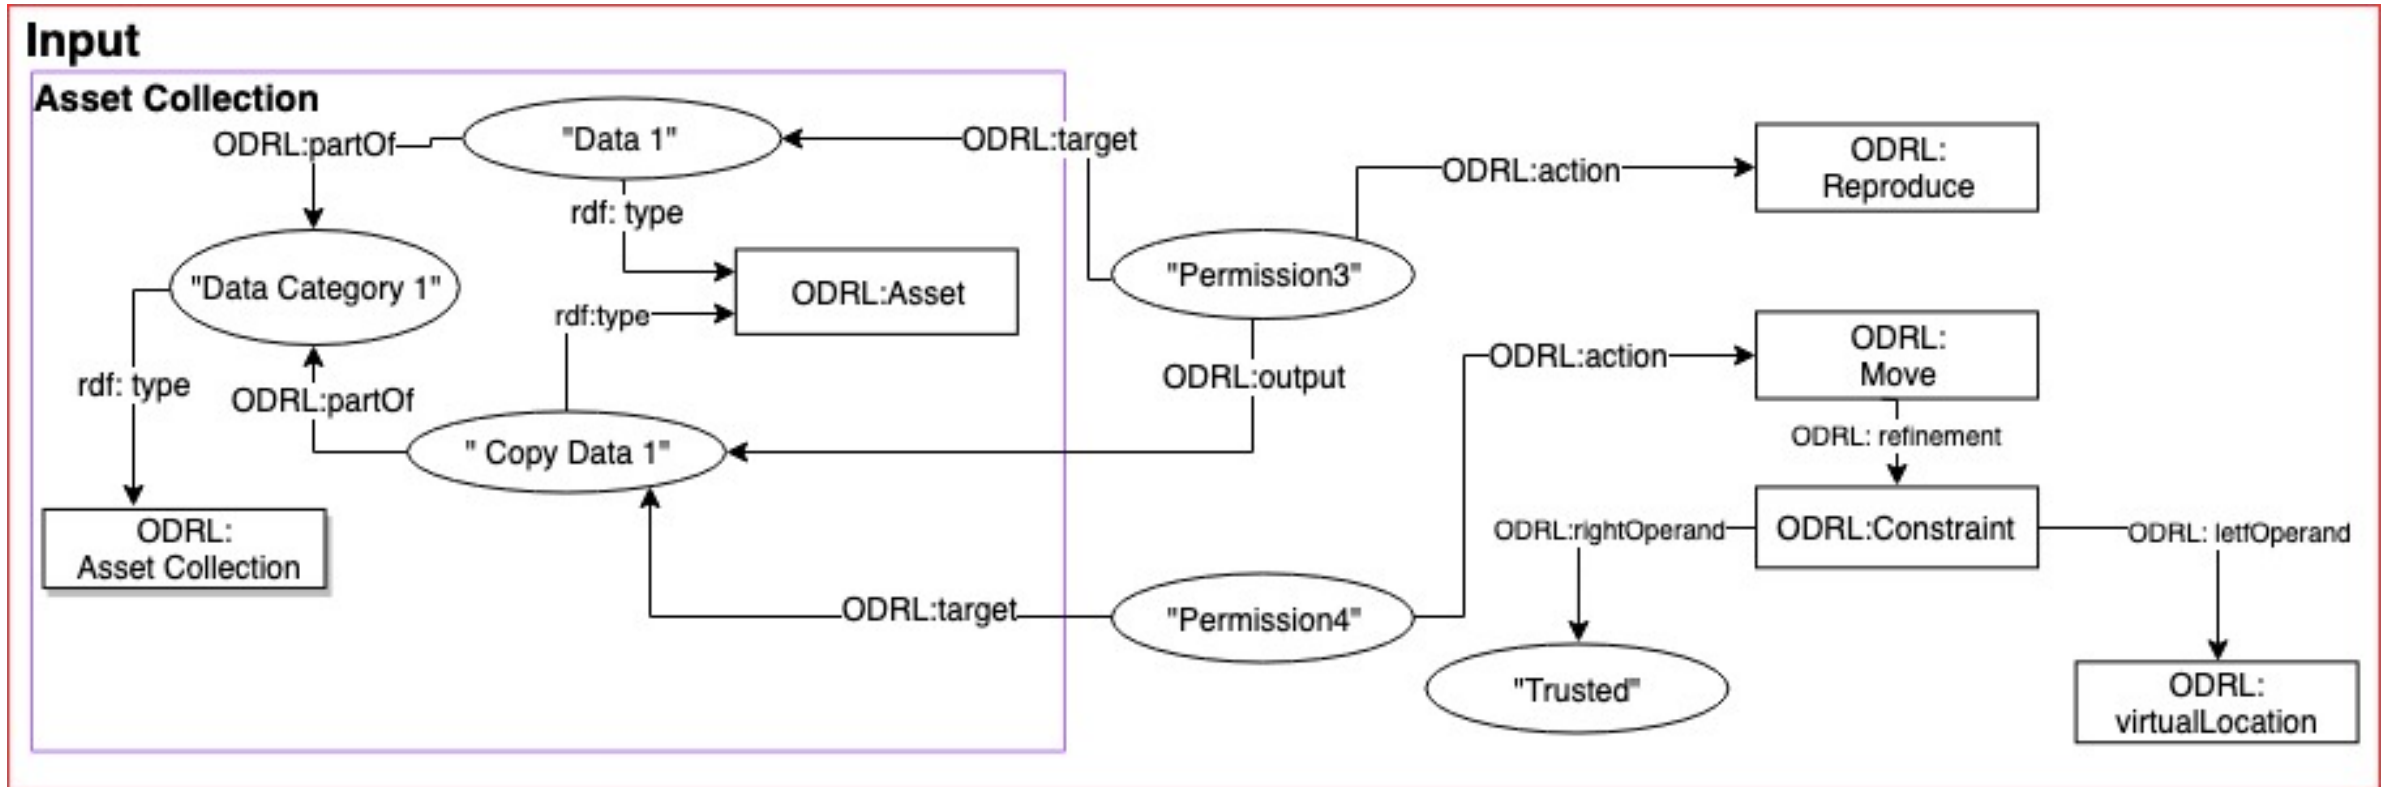 Input
Asset Collection
"Data 1"
ODRL:partOf
ODRL:target
rdf: type
ODRL:action
ODRL:
Reproduce
"Data Category 1"
ODRL:Asset
"Permission3"
rdf:type
rdf: type
ODRL:partOf
ODRL:output
ODRL:action
ODRL:
Move
ODRL: refinement
" Copy Data 1"
ODRL:
Asset Collection
ODRL:rightOperand
ODRL:Constraint
ODRL: letfOperand
ODRL:target
"Permission4"
"Trusted"
ODRL:
virtualLocation